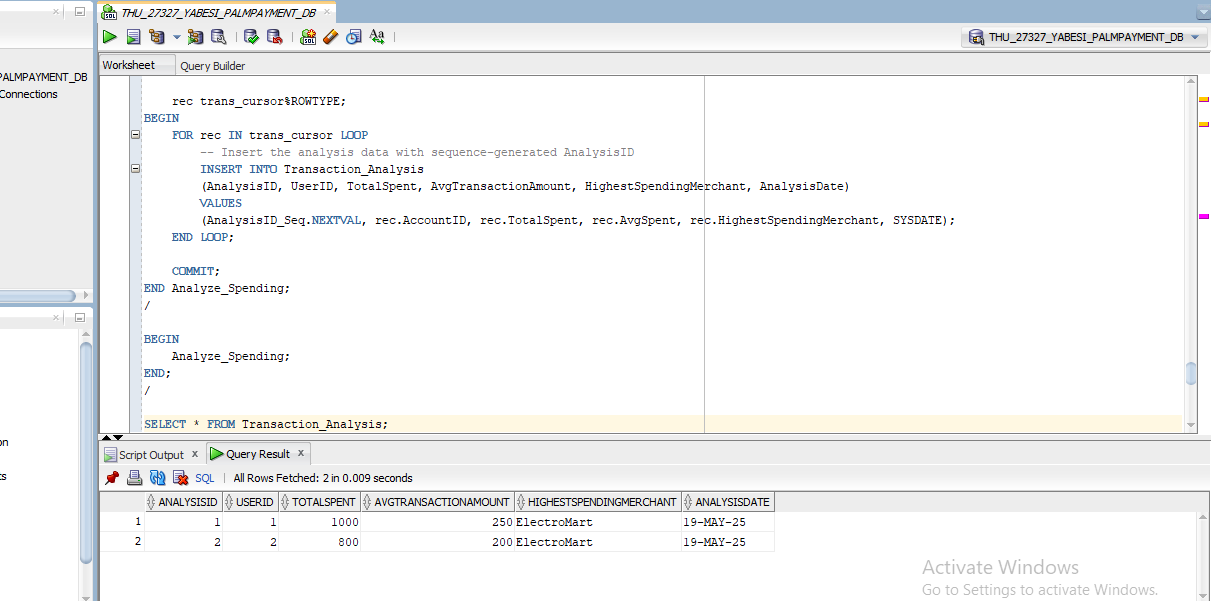 THU_27327_YABESI_PALMPAYMENT_DB
THU_27327_YABESI_PALMPAYMENT_DB
Worksheet
Query Builder
PALMPAYMENT_DB
Connections
rec trans_cursor%ROWTYPE;
BEGIN
FOR rec IN trans_cursor LOOP
-- Insert the analysis data with sequence-generated AnalysisID
INSERT INTO Transaction_Analysis
(AnalysisID, UserID, TotalSpent, AvgTransactionAmount, HighestSpendingMerchant, AnalysisDate)
VALUES
(AnalysisID_Seq.NEXTVAL, rec.AccountID, rec.TotalSpent, rec.AvgSpent, rec.HighestSpendingMerchant, SYSDATE);
END LOOP;
COMMIT;
END Analyze_Spending;
/
BEGIN
Analyze_Spending;
END;
/
SELECT * FROM Transaction_Analysis;
on
ts
Script Output x
Query Result x
SQL | All Rows Fetched: 2 in 0.009 seconds
ANALYSISID USERID TOTALSPENT AVGTRANSACTIONAMOUNT HIGHESTSPENDINGMERCHANT ANALYSISDATE
1 1 1 1000 250 ElectroMart 19-MAY-25
2 2 2 800 200 ElectroMart 19-MAY-25
Activate Windows
Go to Settings to activate Windows.